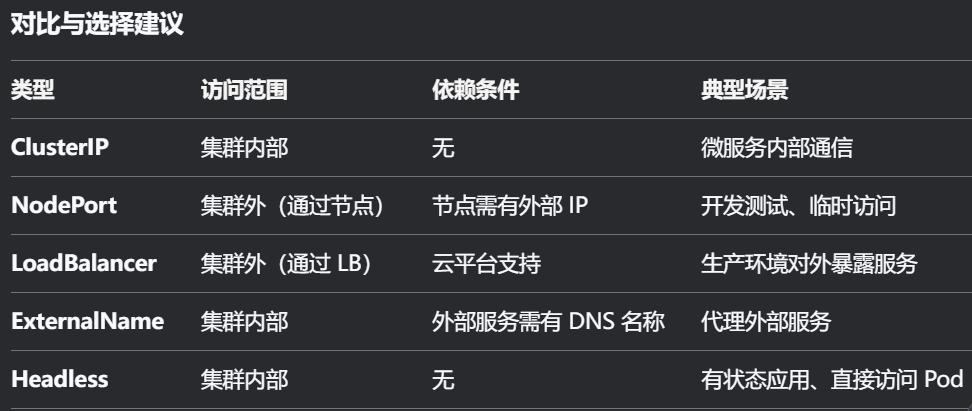 对比与选择建议
类型 访问范围 依赖条件 典型场景
ClusterIP 集群内部 无 微服务内部通信
NodePort 集群外（通过节点） 节点需有外部 IP 开发测试、临时访问
LoadBalancer 集群外（通过 LB） 云平台支持 生产环境对外暴露服务
ExternalName 集群内部 外部服务需有 DNS 名称 代理外部服务
Headless 集群内部 无 有状态应用、直接访问 Pod